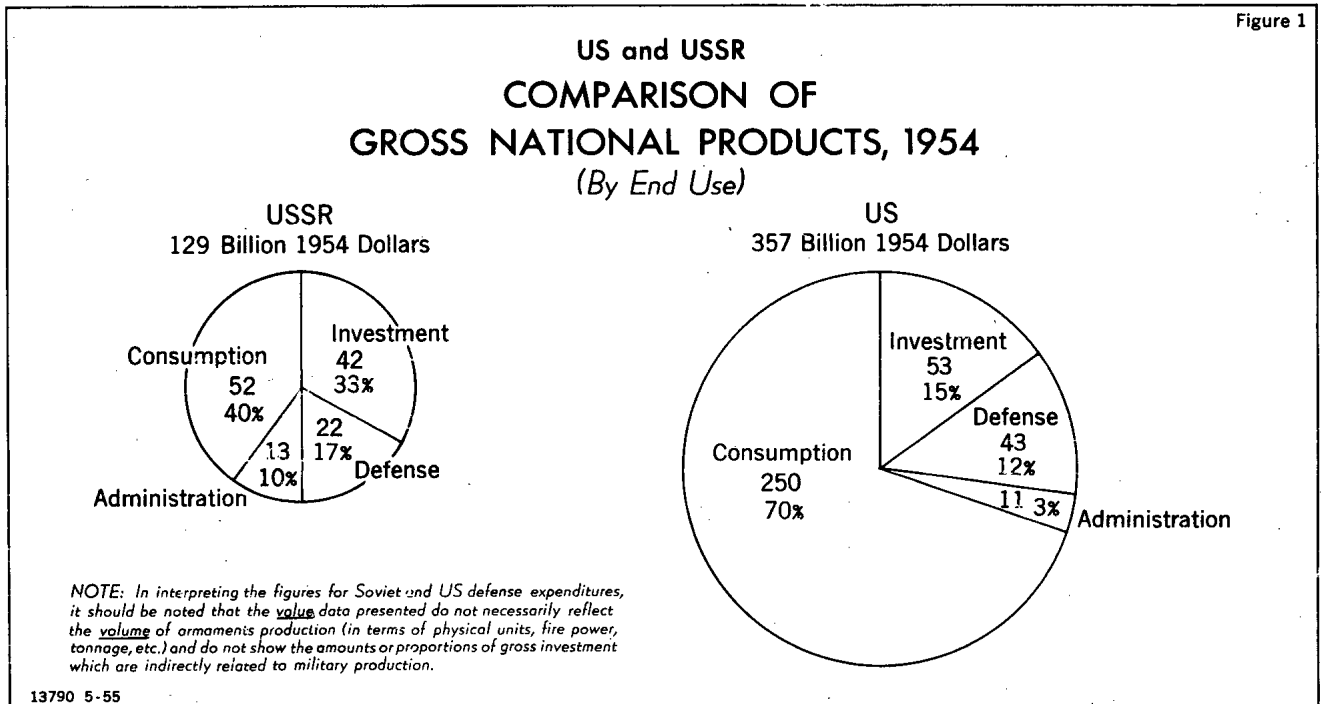 Figure 1
US and USSR
COMPARISON OF
GROSS NATIONAL PRODUCTS, 1954
(By End Use)
USSR
129 Billion 1954 Dollars
Consumption
52
40%
Investment
42
33%
22
17%
Defense
13
10%
Administration
US
357 Billion 1954 Dollars
Investment
53
15%
Defense
43
12%
11 3%
Administration
Consumption
250
70%
NOTE: In interpreting the figures for Soviet and US defense expenditures,
it should be noted that the value data presented do not necessarily reflect
the volume of armaments production (in terms of physical units, fire power,
tonnage, etc.) and do not show the amounts or proportions of gross investment
which are indirectly related to military production.
13790 5-55